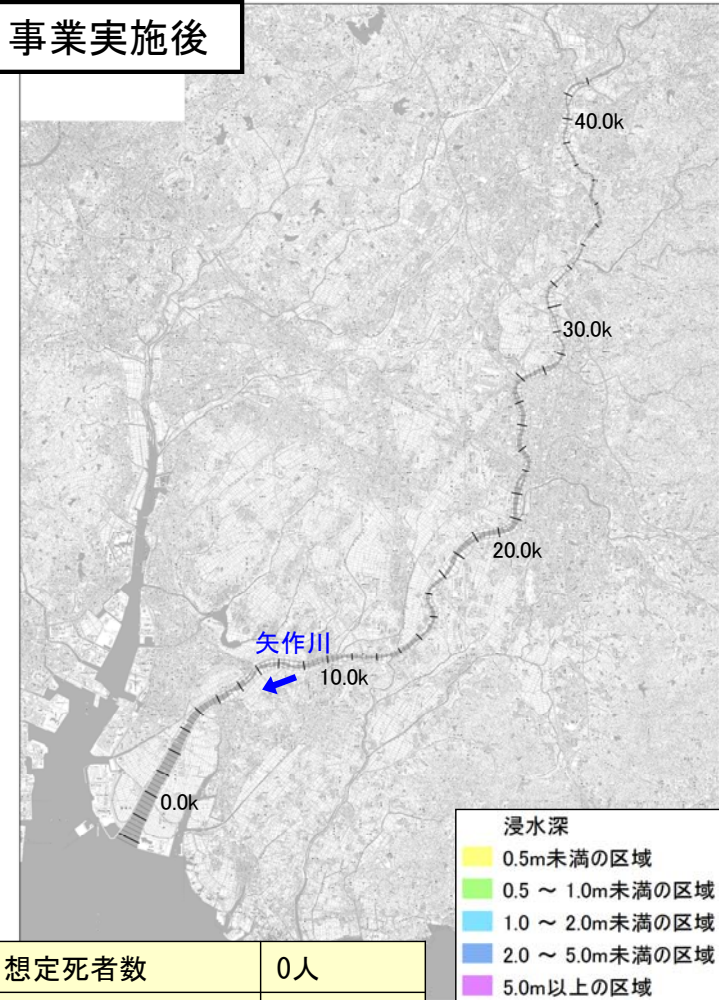 事業実施後
40.0k
30.0k
20.0k
矢作川
10.0k
0.0k
浸水深
0.5m未満の区域
0.5 ～ 1.0m未満の区域
1.0 ～ 2.0m未満の区域
2.0 ～ 5.0m未満の区域
5.0m以上の区域
想定死者数 0人